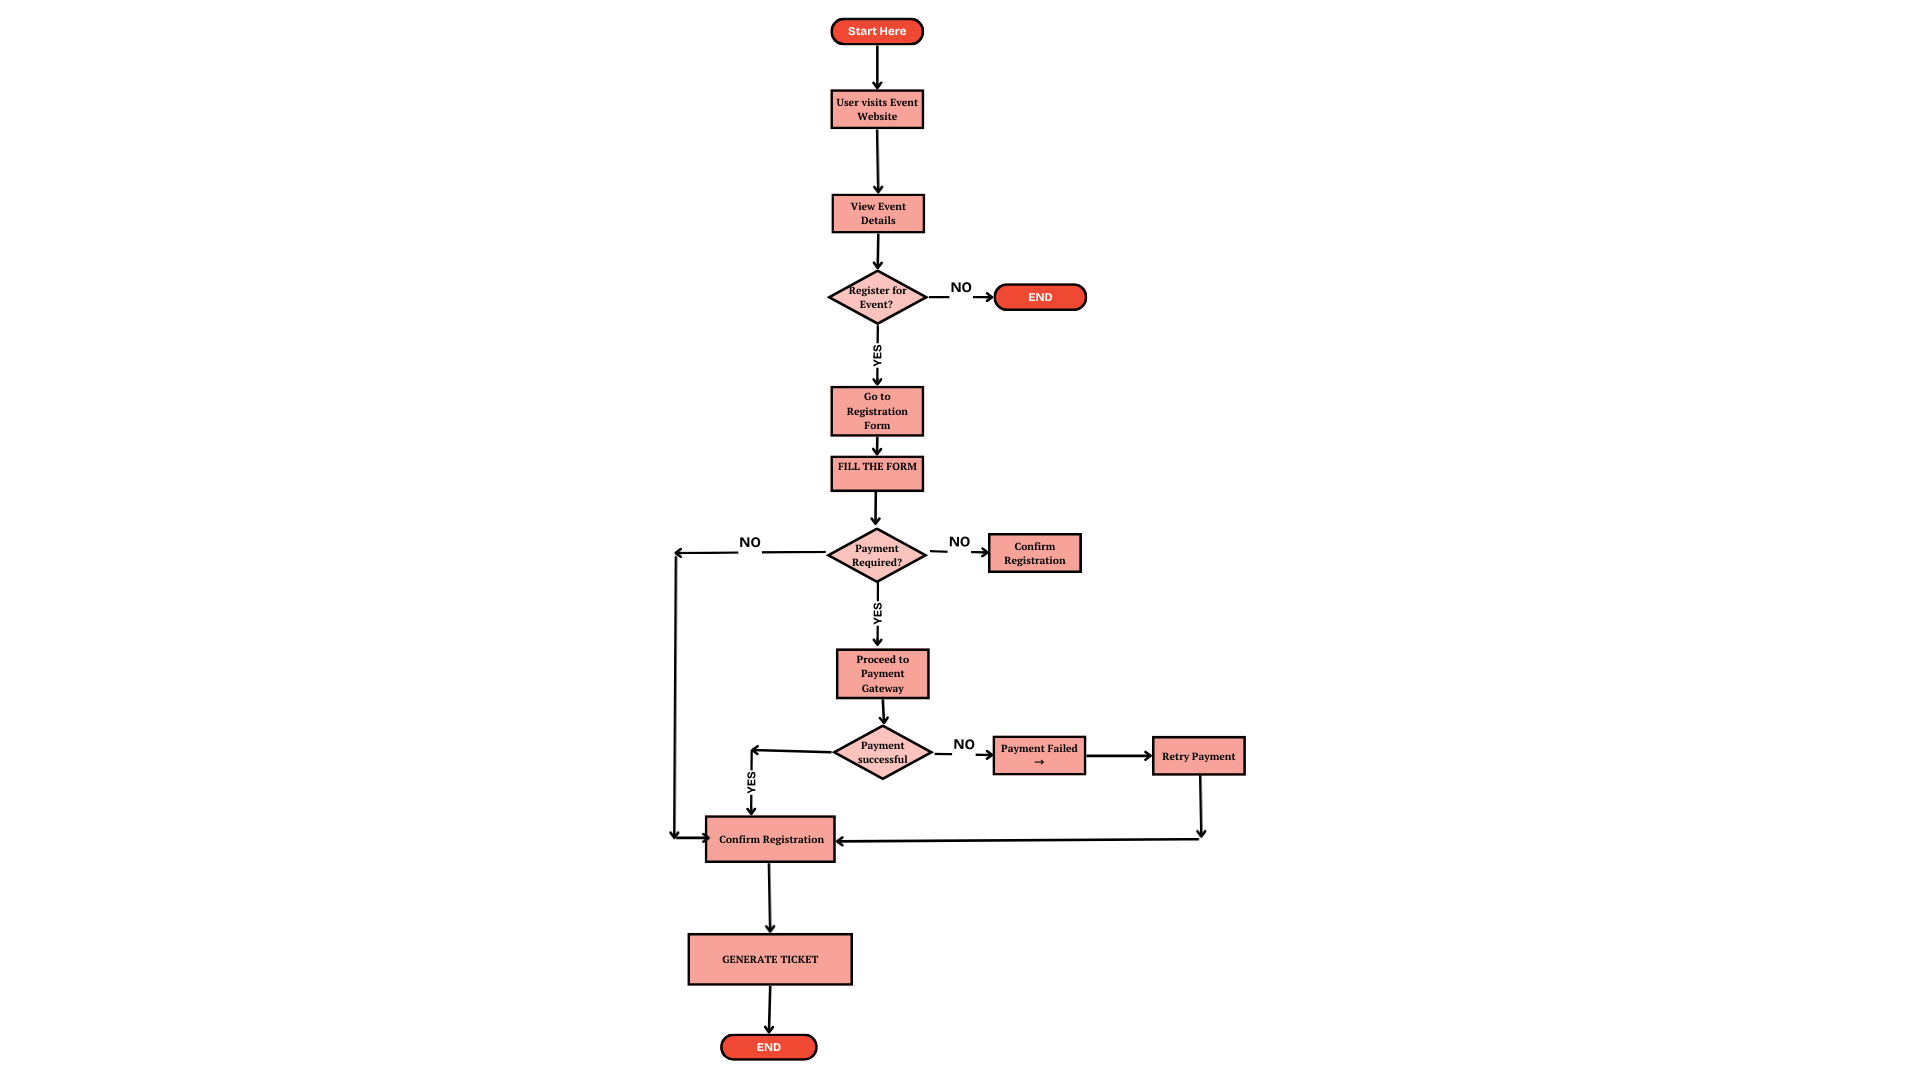 Start Here
User visits Event
Website
View Event
Details
Register for
Event?
NO
END
YES
Go to
Registration
Form
FILL THE FORM
NO
Payment
Required?
NO
Confirm
Registration
YES
Proceed to
Payment
Gateway
Payment
successful
NO
Payment Failed
→
Retry Payment
YES
Confirm Registration
GENERATE TICKET
END